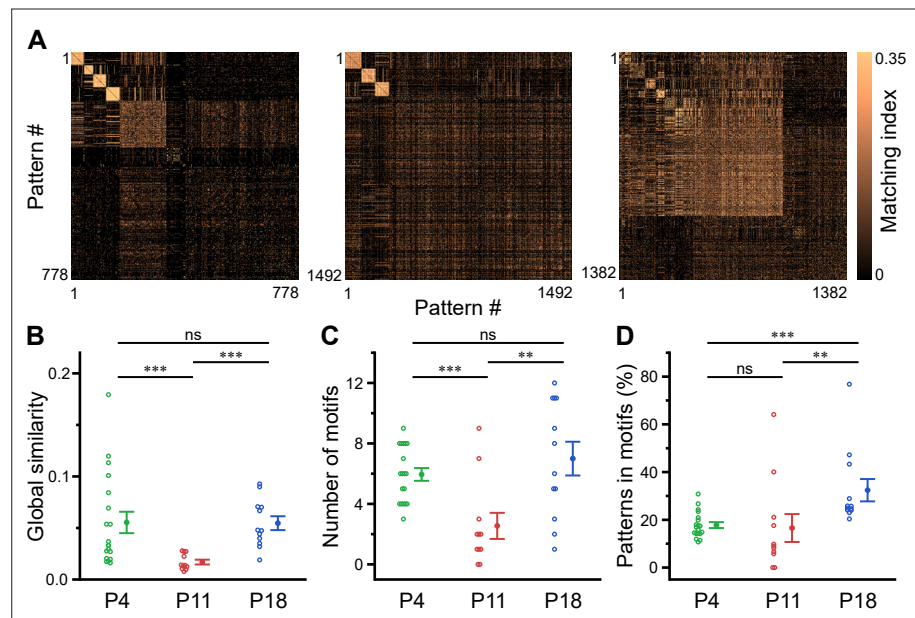 A
1
1
1
0.35
Pattern #
Matching index
778
1492
1382
0
1
778
1
1492
1
1382
Pattern #
B
ns
***
***
Global similarity
0.2
0.1
0.0
P4
P11
P18
C
ns
***
**
Number of motifs
12
8
4
0
P4
P11
P18
D
***
ns
**
Patterns in motifs (%)
80
60
40
20
0
P4
P11
P18